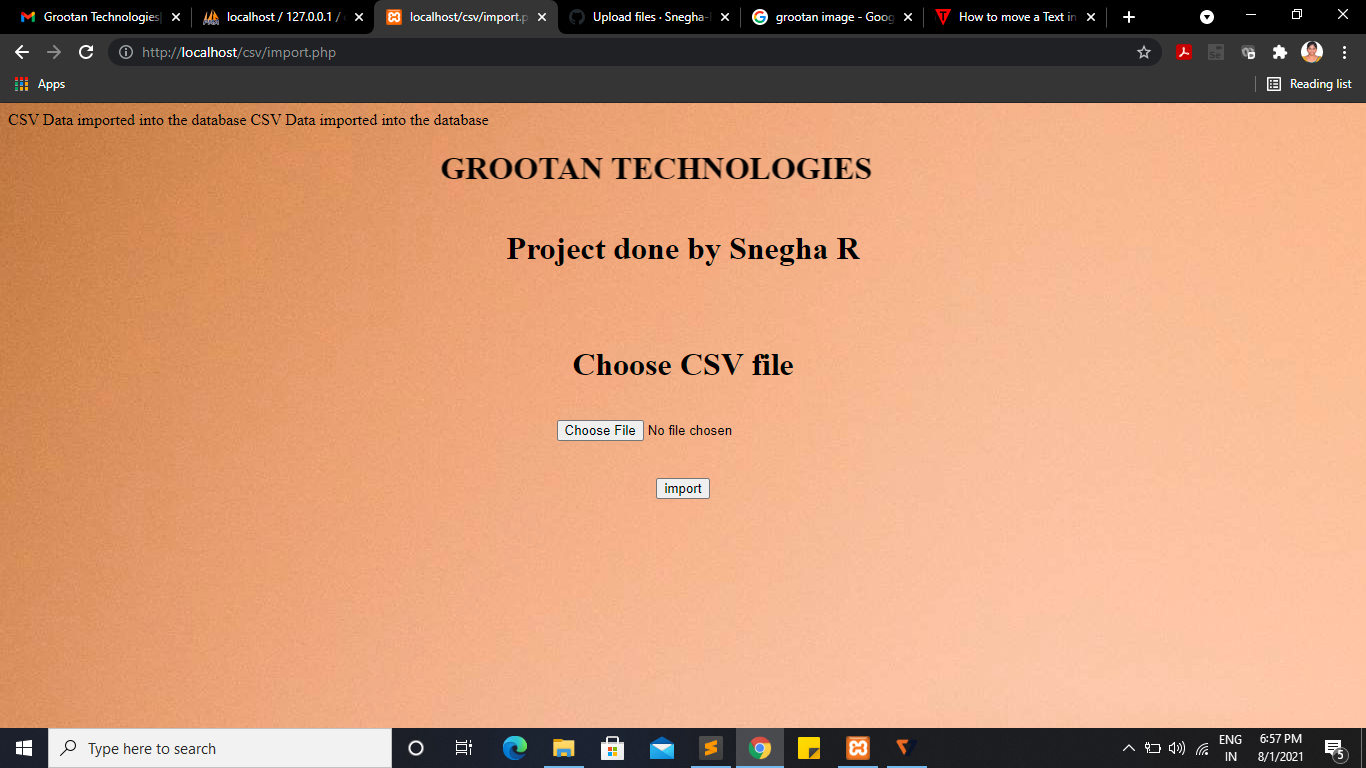 Grootan Technologies
localhost / 127.0.0.1 /
localhost/csv/import.p
Upload files · Snegha-
grootan image - Goog
How to move a Text in
http://localhost/csv/import.php
Apps
Reading list
CSV Data imported into the database CSV Data imported into the database
GROOTAN TECHNOLOGIES
Project done by Snegha R
Choose CSV file
Choose File No file chosen
import
Type here to search
ENG
IN
6:57 PM
8/1/2021
5